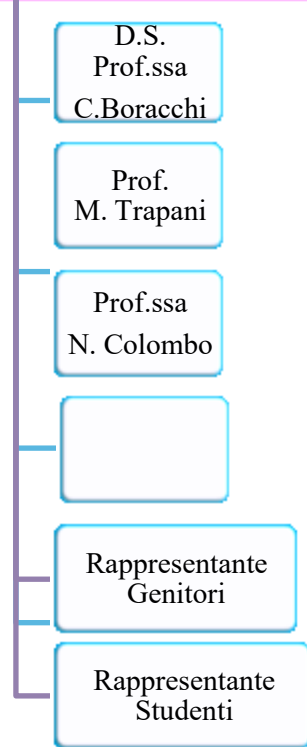 D.S.
Prof.ssa
C.Boracchi
Prof.
M. Trapani
Prof.ssa
N. Colombo
Rappresentante
Genitori
Rappresentante
Studenti